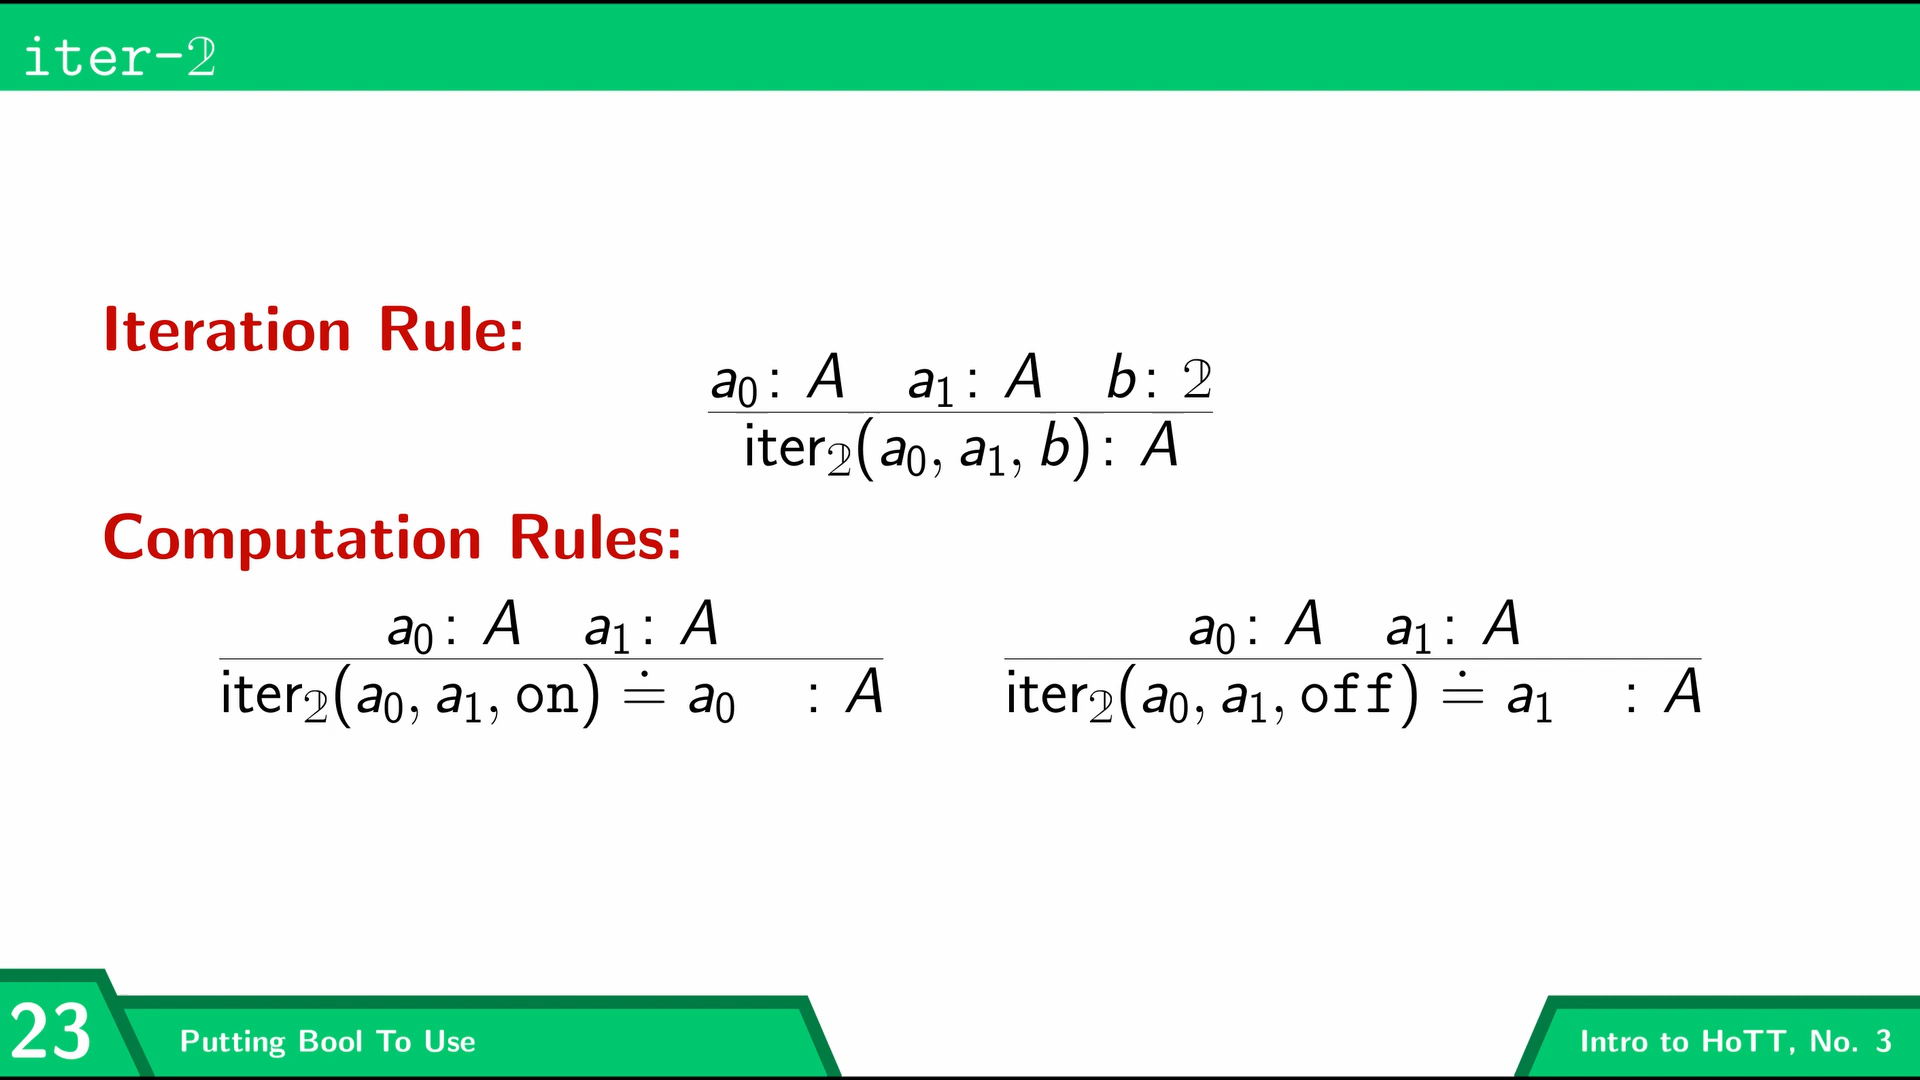 iter-𝟚
Iteration Rule:
a₀ : A a₁ : A b : 𝟚
iter𝟚(a₀, a₁, b) : A
Computation Rules:
a₀ : A a₁ : A
iter𝟚(a₀, a₁, on) ≐ a₀ : A
a₀ : A a₁ : A
iter𝟚(a₀, a₁, off) ≐ a₁ : A
23
Putting Bool To Use
Intro to HoTT, No. 3